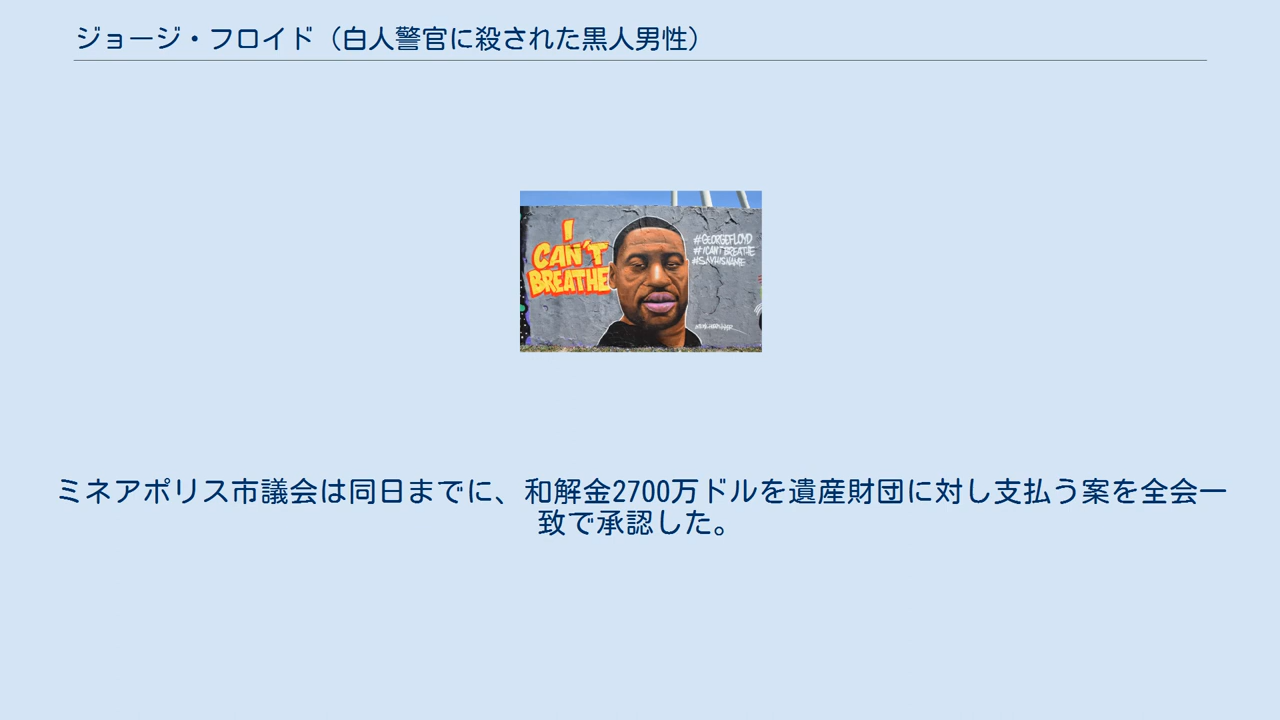 ジョージ・フロイド（白人警官に殺された黒人男性）
I
CAN'T
BREATHE
#GEORGEFLOYD
#ICANTBREATHE
#SAYHISNAME
ミネアポリス市議会は同日までに、和解金2700万ドルを遺産財団に対し支払う案を全会一
致で承認した。